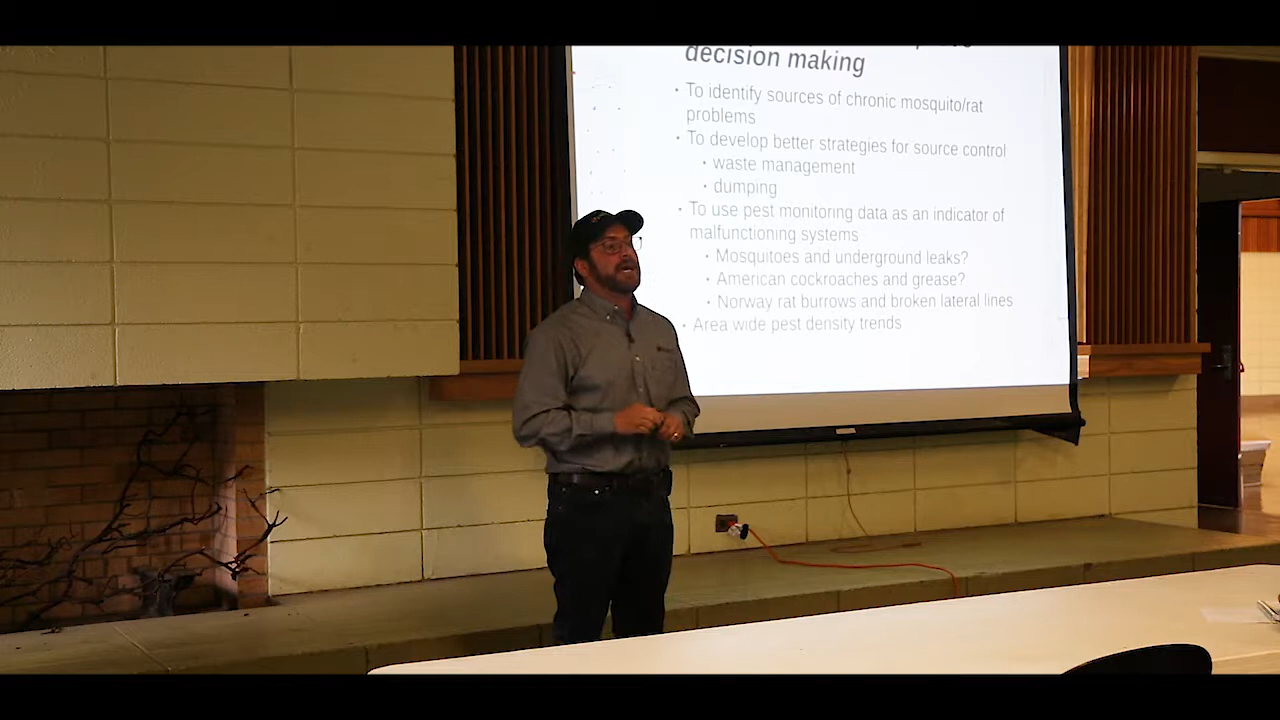 decision making
· To identify sources of chronic mosquito/rat
problems
· To develop better strategies for source control
· waste management
· dumping
· To use pest monitoring data as an indicator of
malfunctioning systems
· Mosquitoes and underground leaks?
· American cockroaches and grease?
· Norway rat burrows and broken lateral lines
· Area wide pest density trends